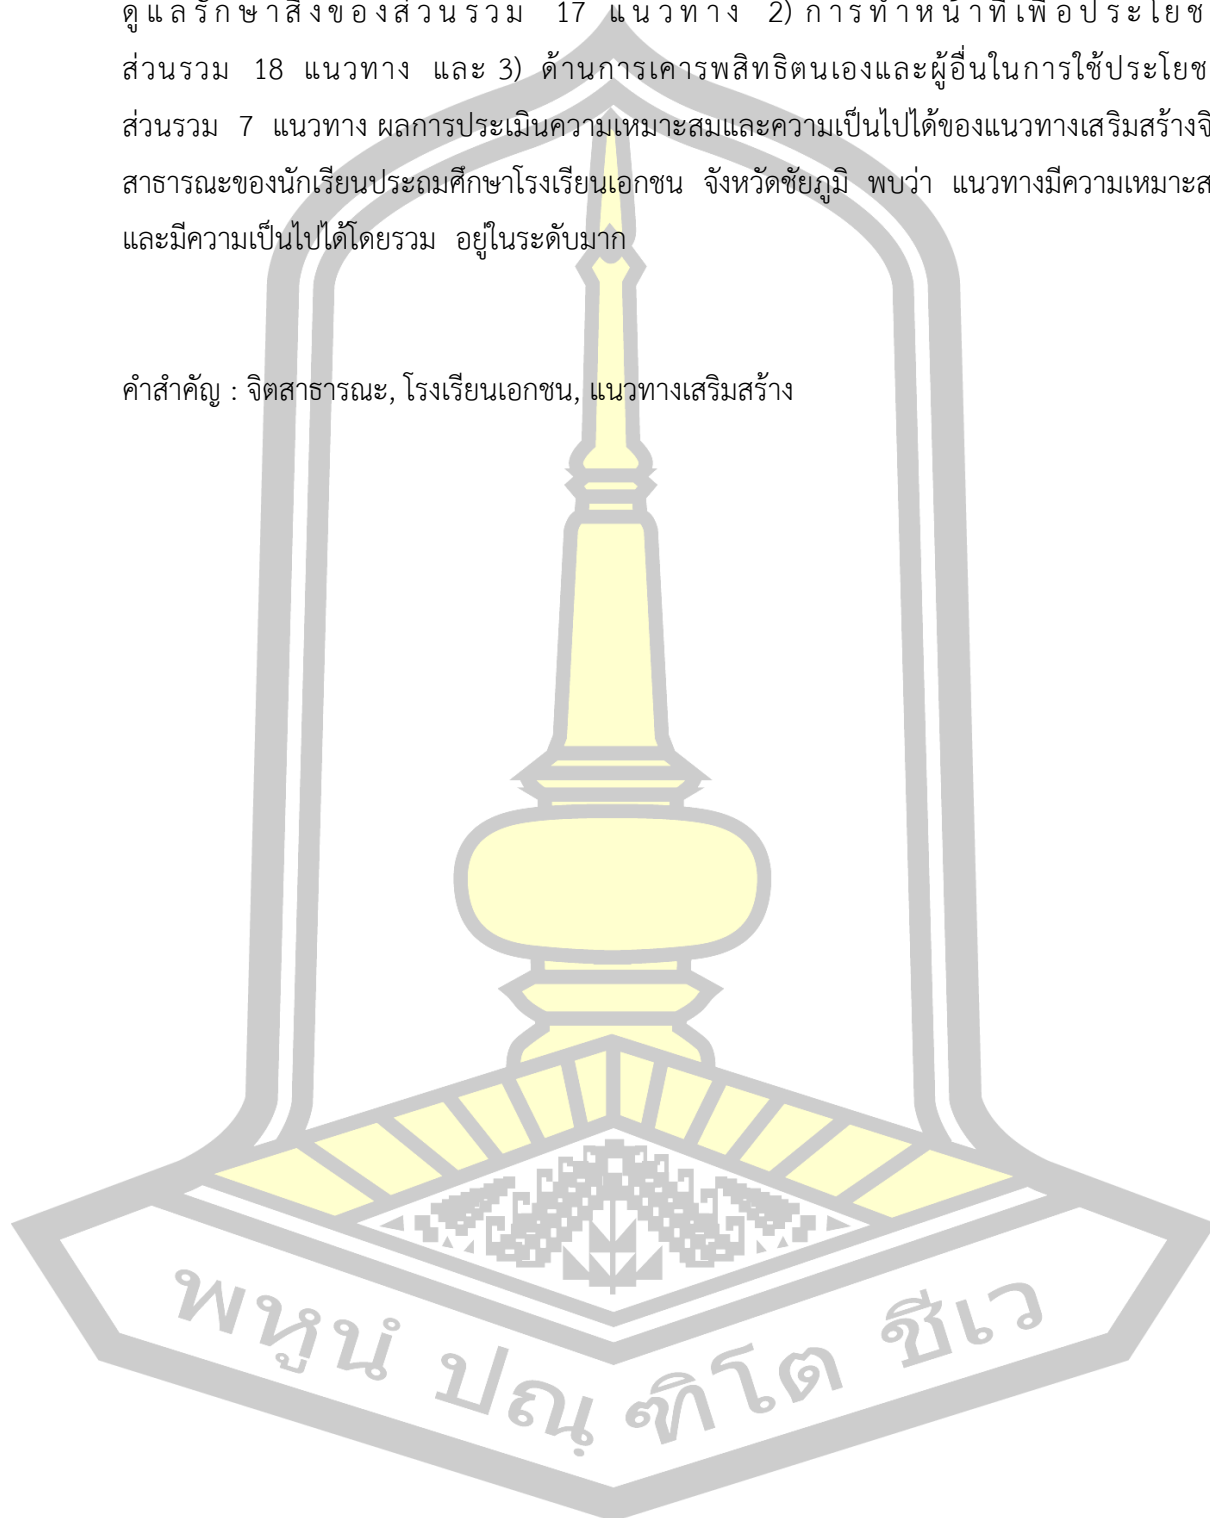 ดูแลรักษาสิ่งของส่วนรวม 17 แนวทาง 2) การทำหน้าที่เพื่อประโยช
ส่วนรวม 18 แนวทาง และ 3) ด้านการเคารพสิทธิตนเองและผู้อื่นในการใช้ประโยช
ส่วนรวม 7 แนวทาง ผลการประเมินความเหมาะสมและความเป็นไปได้ของแนวทางเสริมสร้างจิ
สาธารณะของนักเรียนประถมศึกษาโรงเรียนเอกชน จังหวัดชัยภูมิ พบว่า แนวทางมีความเหมาะส
และมีความเป็นไปได้โดยรวม อยู่ในระดับมาก
คำสำคัญ : จิตสาธารณะ, โรงเรียนเอกชน, แนวทางเสริมสร้าง
พหูนํ ปณฺฑิโต ชีเว